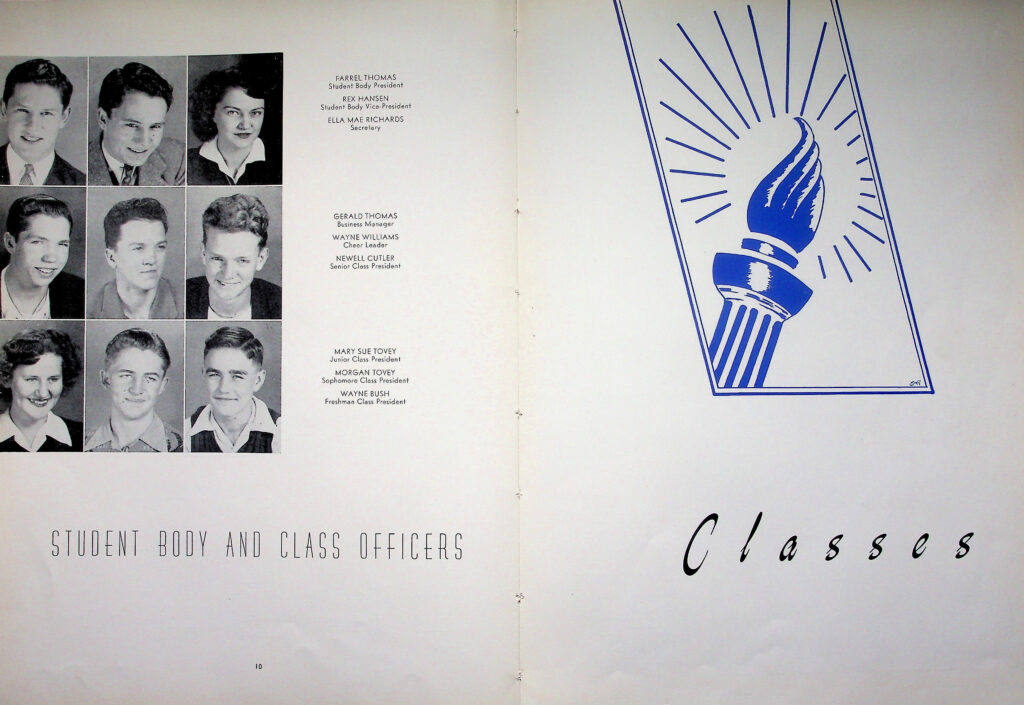 FARREL THOMAS
Student Body President
REX HANSEN
Student Body Vice-President
ELLA MAE RICHARDS
Secretary
GERALD THOMAS
Business Manager
WAYNE WILLIAMS
Cheer Leader
NEWELL CUTLER
Senior Class President
MARY SUE TOVEY
Junior Class President
MORGAN TOVEY
Sophomore Class President
WAYNE BUSH
Freshman Class President
STUDENT BODY AND CLASS OFFICERS
10
Classes